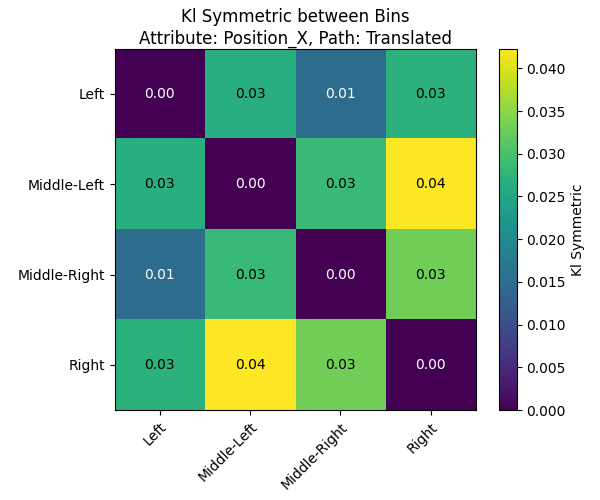 Kl Symmetric between Bins
Attribute: Position_X, Path: Translated
Left
0.00
0.03
0.01
0.03
Middle-Left
0.03
0.00
0.03
0.04
Middle-Right
0.01
0.03
0.00
0.03
Right
0.03
0.04
0.03
0.00
Left
Middle-Left
Middle-Right
Right
0.040
0.035
0.030
0.025
0.020
0.015
0.010
0.005
0.000
Kl Symmetric